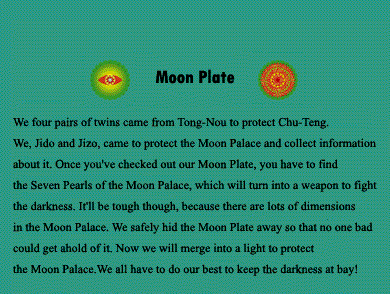 Moon Plate
We four pairs of twins came from Tong-Nou to protect Chu-Teng.
We, Jido and Jizo, came to protect the Moon Palace and collect information
about it. Once you've checked out our Moon Plate, you have to find
the Seven Pearls of the Moon Palace, which will turn into a weapon to fight
the darkness. It'll be tough though, because there are lots of dimensions
in the Moon Palace. We safely hid the Moon Plate away so that no one bad
could get ahold of it. Now we will merge into a light to protect
the Moon Palace.We all have to do our best to keep the darkness at bay!